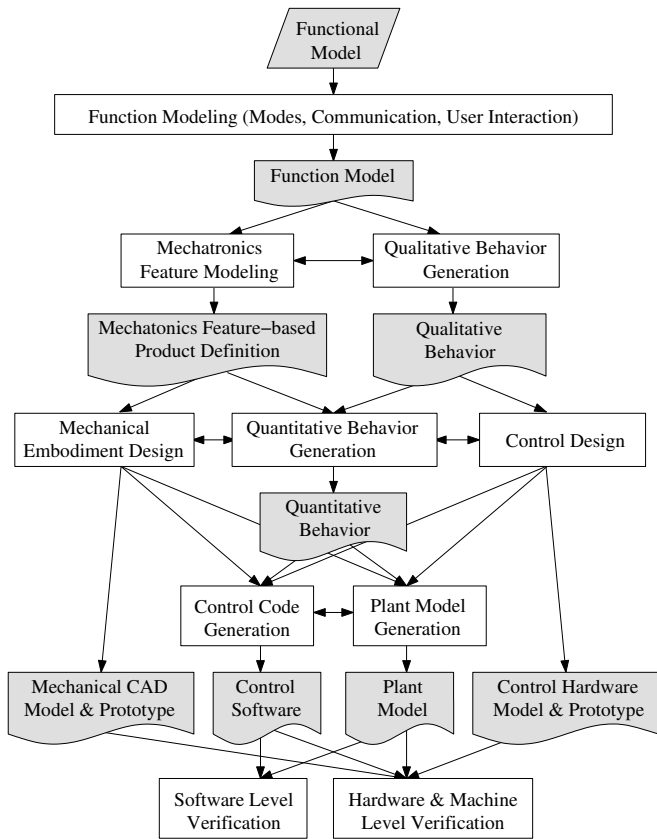 Functional
Model
Function Modeling (Modes, Communication, User Interaction)
Function Model
Mechatronics
Feature Modeling
Qualitative Behavior
Generation
Mechatonics Feature−based
Product Definition
Qualitative
Behavior
Mechanical
Embodiment Design
Quantitative Behavior
Generation
Control Design
Quantitative
Behavior
Control Code
Generation
Plant Model
Generation
Mechanical CAD
Model & Prototype
Control
Software
Plant
Model
Control Hardware
Model & Prototype
Software Level
Verification
Hardware & Machine
Level Verification